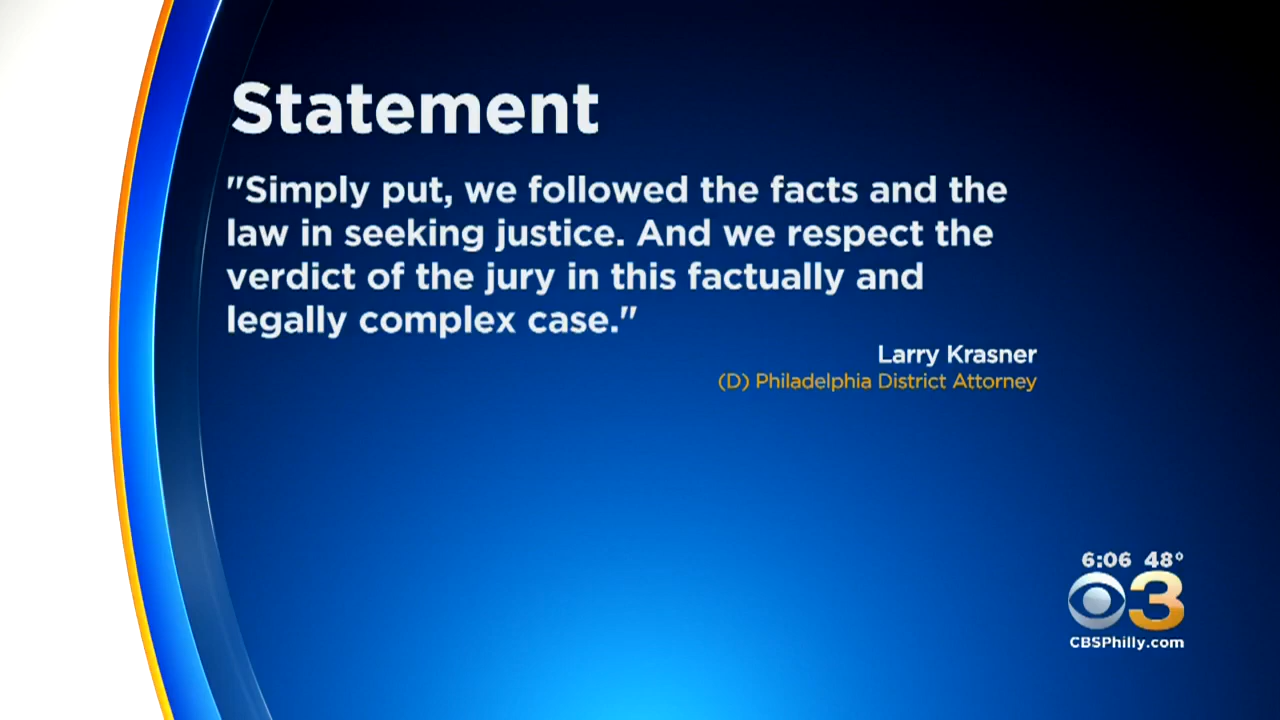 Statement
"Simply put, we followed the facts and the
law in seeking justice. And we respect the
verdict of the jury in this factually and
legally complex case."
Larry Krasner
(D) Philadelphia District Attorney
6:06 48°
3
CBSPhilly.com